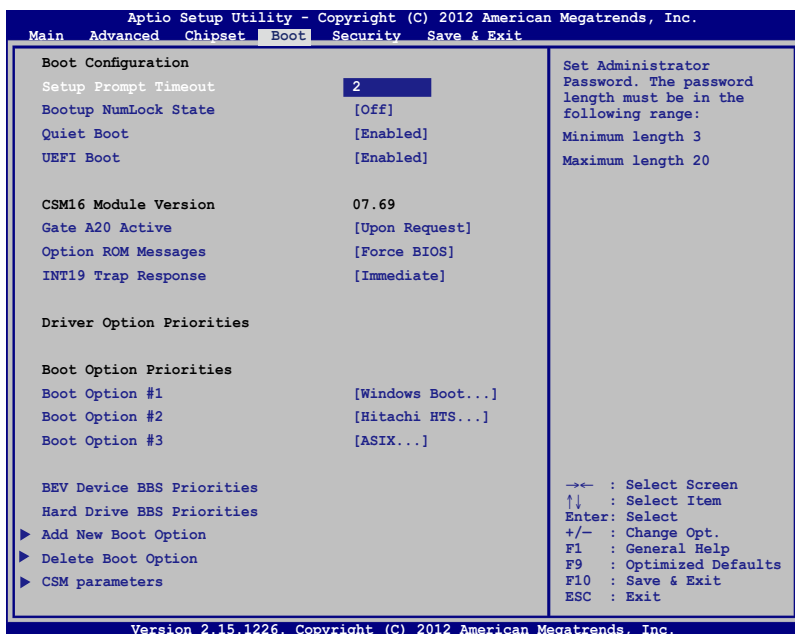 Aptio Setup Utility - Copyright (C) 2012 American Megatrends, Inc.
Main Advanced Chipset Boot Security Save & Exit
Boot Configuration
Setup Prompt Timeout 2
Bootup NumLock State [Off]
Quiet Boot [Enabled]
UEFI Boot [Enabled]
CSM16 Module Version 07.69
Gate A20 Active [Upon Request]
Option ROM Messages [Force BIOS]
INT19 Trap Response [Immediate]
Driver Option Priorities
Boot Option Priorities
Boot Option #1 [Windows Boot...]
Boot Option #2 [Hitachi HTS...]
Boot Option #3 [ASIX...]
BEV Device BBS Priorities
Hard Drive BBS Priorities
▶ Add New Boot Option
▶ Delete Boot Option
▶ CSM parameters
Set Administrator
Password. The password
length must be in the
following range:
Minimum length 3
Maximum length 20
→← : Select Screen
↑↓ : Select Item
Enter: Select
+/— : Change Opt.
F1 : General Help
F9 : Optimized Defaults
F10 : Save & Exit
ESC : Exit
Version 2.15.1226. Copyright (C) 2012 American Megatrends, Inc.